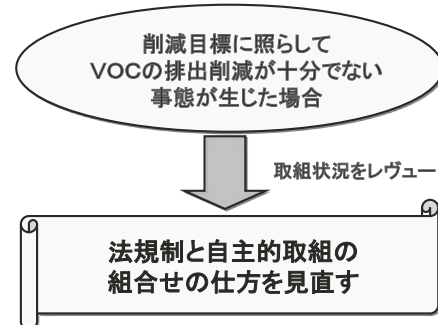 削減目標に照らして
ＶＯＣの排出削減が十分でない
事態が生じた場合
取組状況をレヴュー
法規制と自主的取組の
組合せの仕方を見直す